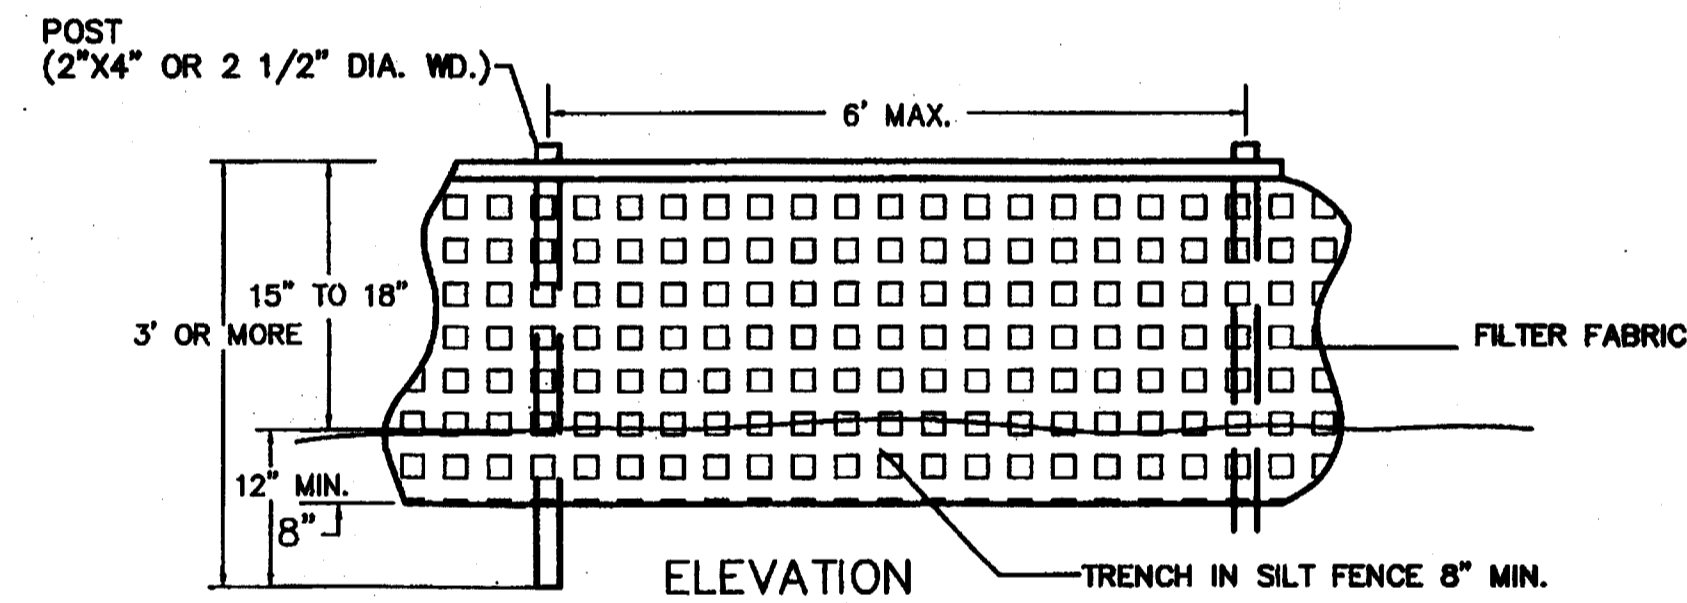 POST
(2"X4" OR 2 1/2" DIA. WD.)
6' MAX.
15" TO 18"
3' OR MORE
FILTER FABRIC
12" MIN.
8"
ELEVATION
TRENCH IN SILT FENCE 8" MIN.